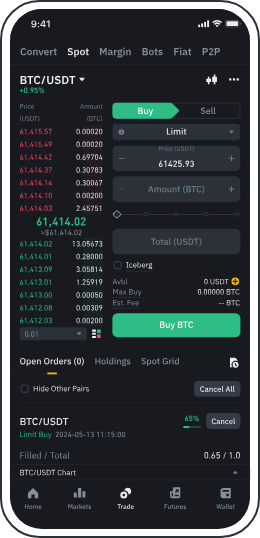 9:41
Convert Spot Margin Bots Fiat P2P
BTC/USDT
+0.95%
Price Amount
(USDT) (BTC)
61,415.57 0.00020
61,415.49 0.00020
61,414.42 0.69704
61,414.37 0.30783
61,414.14 0.30067
61,414.10 0.00200
61,414.03 2.45751
61,414.02
≈$61,414.02
61,414.02 13.05673
61,414.01 0.28000
61,413.09 3.05814
61,413.01 1.25919
61,413.00 0.00050
61,412.08 0.00309
61,412.03 0.00200
0.01
Buy Sell
Limit
Price (USDT)
− 61425.93 +
− Amount (BTC) +
Total (USDT)
Iceberg
Avbl 0 USDT
Max Buy 0.00000 BTC
Est. Fee -- BTC
Buy BTC
Open Orders (0) Holdings Spot Grid
Hide Other Pairs Cancel All
BTC/USDT 65% Cancel
Limit Buy 2024-05-13 11:15:00
Filled / Total 0.65 / 1.0
BTC/USDT Chart
Home Markets Trade Futures Wallet